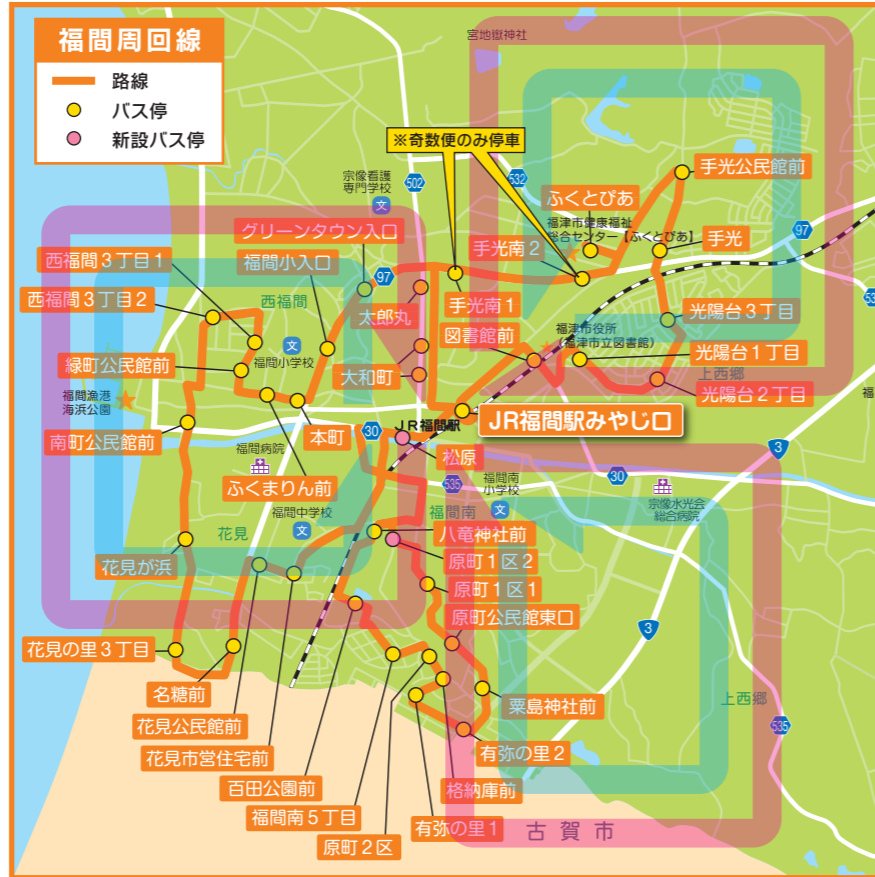 福間周回線
路線
バス停
新設バス停
宮地嶽神社
※奇数便のみ停車
手光公民館前
宗像看護
専門学校
文
502
532
ふくとぴあ
福津市健康福祉
総合センター【ふくとぴあ】
手光
97
グリーンタウン入口
手光南2
西福間3丁目1
福間小入口
97
西福間3丁目2
西福間
太郎丸
手光南1
光陽台3丁目
図書館前
福津市役所
(福津市立図書館)
光陽台1丁目
緑町公民館前
文
福間小学校
大和町
上西郷
光陽台2丁目
福間漁港
海浜公園
JR福間駅みやじ口
JR福間駅
南町公民館前
本町
30
松原
3
福間病院
ふくまりん前
535
福間南
小学校
文
30
宗像水光会
総合病院
福間中学校
文
福間南
花見
八竜神社前
花見が浜
原町1区2
原町1区1
原町公民館東口
3
花見の里3丁目
名糖前
粟島神社前
上西郷
花見公民館前
535
花見市営住宅前
有弥の里2
百田公園前
格納庫前
福間南5丁目
有弥の里1
古賀市
原町2区